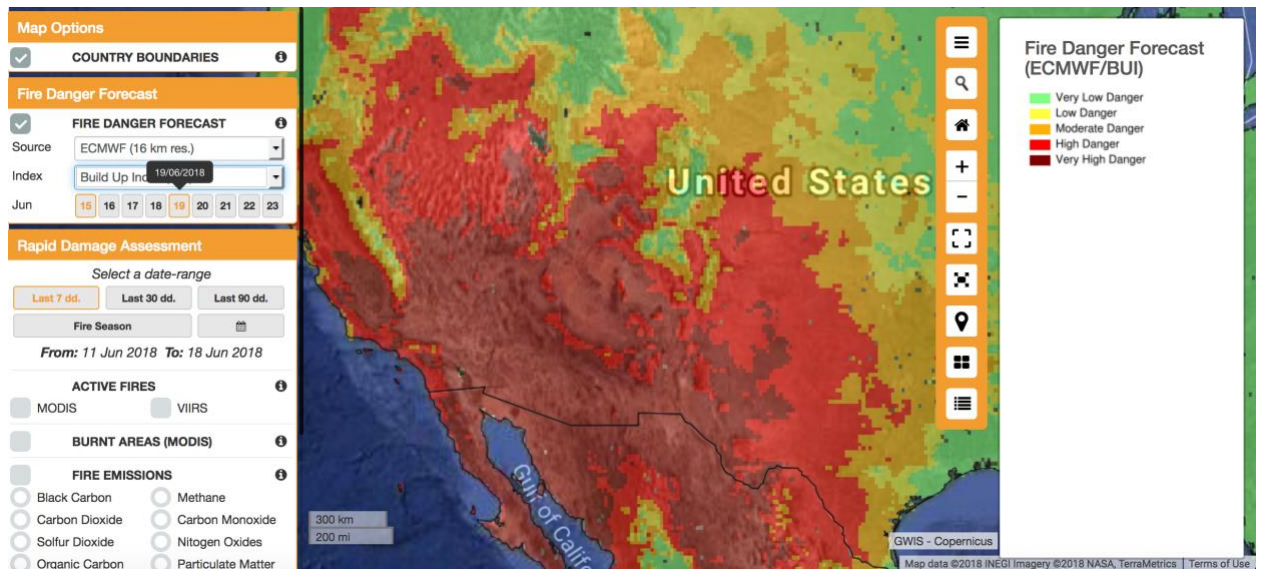 Map Options
COUNTRY BOUNDARIES
Fire Danger Forecast
FIRE DANGER FORECAST
Source
ECMWF (16 km res.)
19/06/2018
Index
Build Up Inc
Jun
15 16 17 18 19 20 21 22 23
Rapid Damage Assessment
Select a date-range
Last 7 dd.
Last 30 dd.
Last 90 dd.
Fire Season
From: 11 Jun 2018 To: 18 Jun 2018
ACTIVE FIRES
MODIS
VIIRS
BURNT AREAS (MODIS)
FIRE EMISSIONS
Black Carbon
Methane
Carbon Dioxide
Carbon Monoxide
Solfur Dioxide
Nitogen Oxides
Organic Carbon
Particulate Matter
United States
Gulf of Califo
300 km
200 mi
GWIS - Copernicus
Map data ©2018 INEGI Imagery ©2018 NASA, TerraMetrics
Terms of Use
Fire Danger Forecast
(ECMWF/BUI)
Very Low Danger
Low Danger
Moderate Danger
High Danger
Very High Danger